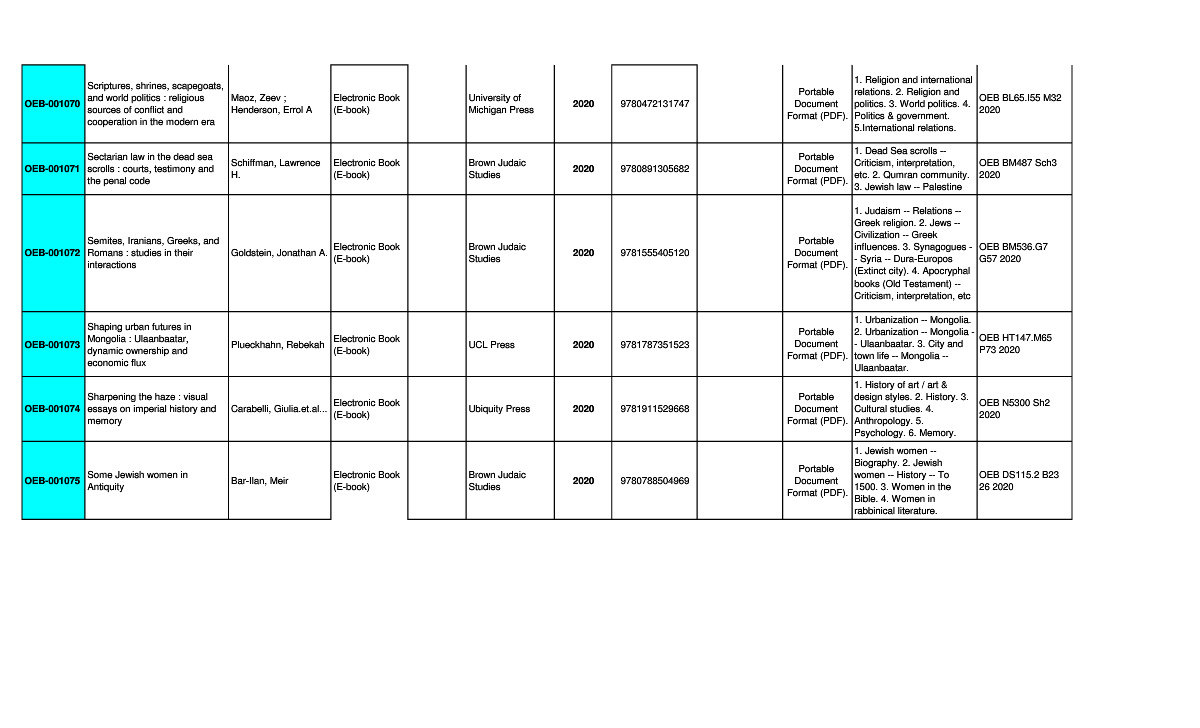 OEB-001070
Scriptures, shrines, scapegoats,
and world politics : religious
sources of conflict and
cooperation in the modern era
Maoz, Zeev ;
Henderson, Errol A
Electronic Book
(E-book)
University of
Michigan Press
2020
9780472131747
Portable
Document
Format (PDF).
1. Religion and international
relations. 2. Religion and
politics. 3. World politics. 4.
Politics & government.
5.International relations.
OEB BL65.I55 M32
2020
OEB-001071
Sectarian law in the dead sea
scrolls : courts, testimony and
the penal code
Schiffman, Lawrence
H.
Electronic Book
(E-book)
Brown Judaic
Studies
2020
9780891305682
Portable
Document
Format (PDF).
1. Dead Sea scrolls --
Criticism, interpretation,
etc. 2. Qumran community.
3. Jewish law -- Palestine
OEB BM487 Sch3
2020
OEB-001072
Semites, Iranians, Greeks, and
Romans : studies in their
interactions
Goldstein, Jonathan A.
Electronic Book
(E-book)
Brown Judaic
Studies
2020
9781555405120
Portable
Document
Format (PDF).
1. Judaism -- Relations --
Greek religion. 2. Jews --
Civilization -- Greek
influences. 3. Synagogues -
- Syria -- Dura-Europos
(Extinct city). 4. Apocryphal
books (Old Testament) --
Criticism, interpretation, etc
OEB BM536.G7
G57 2020
OEB-001073
Shaping urban futures in
Mongolia : Ulaanbaatar,
dynamic ownership and
economic flux
Plueckhahn, Rebekah
Electronic Book
(E-book)
UCL Press
2020
9781787351523
Portable
Document
Format (PDF).
1. Urbanization -- Mongolia.
2. Urbanization -- Mongolia -
- Ulaanbaatar. 3. City and
town life -- Mongolia --
Ulaanbaatar.
OEB HT147.M65
P73 2020
OEB-001074
Sharpening the haze : visual
essays on imperial history and
memory
Carabelli, Giulia.et.al...
Electronic Book
(E-book)
Ubiquity Press
2020
9781911529668
Portable
Document
Format (PDF).
1. History of art / art &
design styles. 2. History. 3.
Cultural studies. 4.
Anthropology. 5.
Psychology. 6. Memory.
OEB N5300 Sh2
2020
OEB-001075
Some Jewish women in
Antiquity
Bar-Ilan, Meir
Electronic Book
(E-book)
Brown Judaic
Studies
2020
9780788504969
Portable
Document
Format (PDF).
1. Jewish women --
Biography. 2. Jewish
women -- History -- To
1500. 3. Women in the
Bible. 4. Women in
rabbinical literature.
OEB DS115.2 B23
26 2020